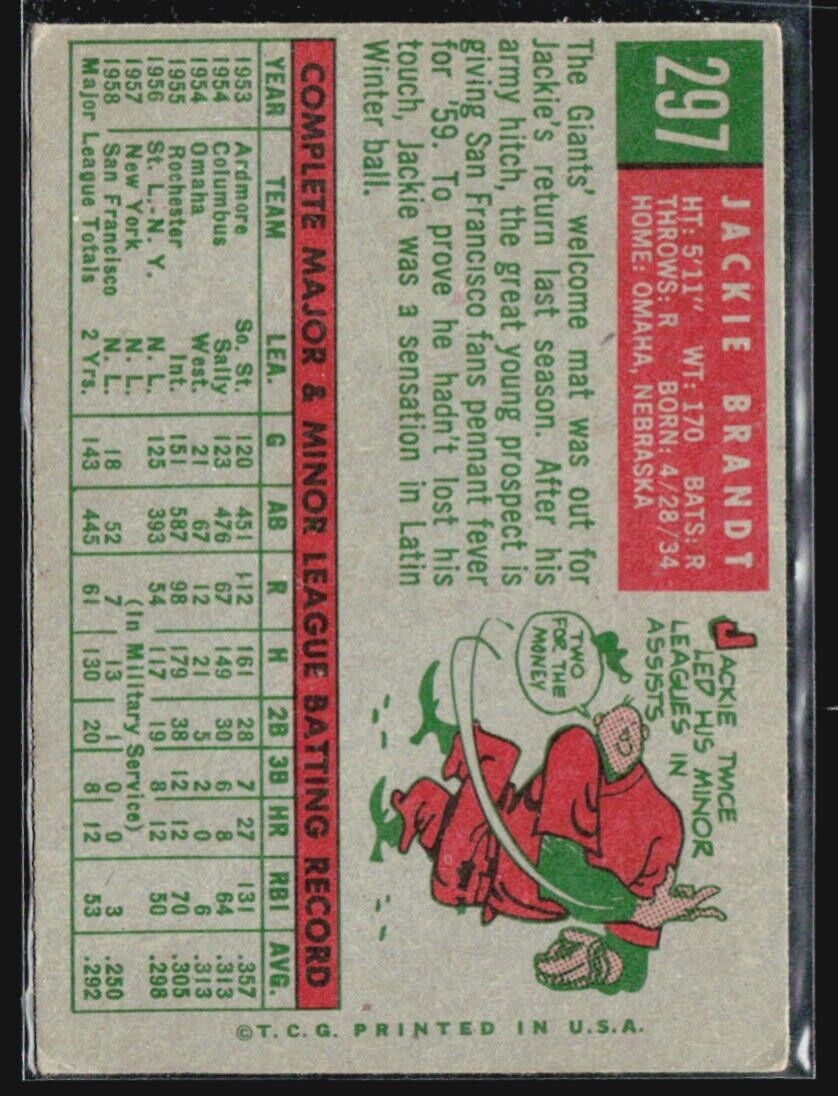 297
JACKIE BRANDT
HT: 5'11" WT: 170 BATS: R
THROWS: R BORN: 4/28/34
HOME: OMAHA, NEBRASKA
The Giants' welcome mat was out for
Jackie's return last season. After his
army hitch, the great young prospect is
giving San Francisco fans pennant fever
for '59. To prove he hadn't lost his
touch, Jackie was a sensation in Latin
Winter ball.
JACKIE TWICE
LED HIS MINOR
LEAGUES IN
ASSISTS
TWO
FOR THE
MONEY
COMPLETE MAJOR & MINOR LEAGUE BATTING RECORD
YEAR TEAM LEA. G AB R H 2B 3B HR RBI AVG.
1953 Ardmore So. St. 120 451 112 161 28 7 27 131 .357
1954 Columbus Sally 123 476 67 149 30 6 8 64 .313
1954 Omaha West. 21 67 12 21 5 2 0 6 .313
1955 Rochester Int. 151 587 98 179 38 12 12 70 .305
1956 St. L.-N. Y. N. L. 125 393 54 117 19 8 12 50 .298
1957 New York N. L. (In Military Service)
1958 San Francisco N. L. 18 52 7 13 1 0 0 3 .250
Major League Totals 2 Yrs. 143 445 61 130 20 8 12 53 .292
©T.C.G. PRINTED IN U.S.A.